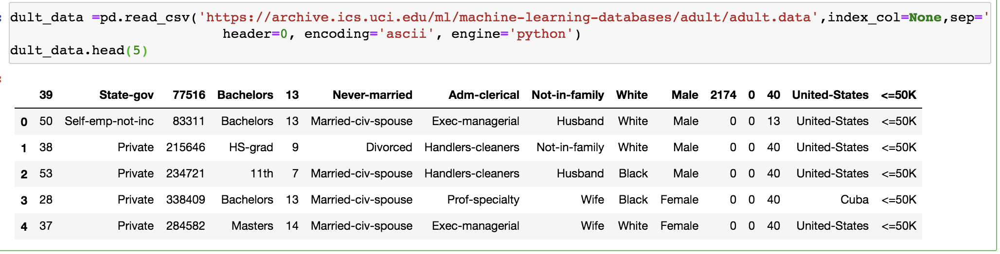 : dult_data =pd.read_csv('https://archive.ics.uci.edu/ml/machine-learning-databases/adult/adult.data',index_col=None,sep='
header=0, encoding='ascii', engine='python')
dult_data.head(5)
:
39 State-gov 77516 Bachelors 13 Never-married Adm-clerical Not-in-family White Male 2174 0 40 United-States <=50K
0 50 Self-emp-not-inc 83311 Bachelors 13 Married-civ-spouse Exec-managerial Husband White Male 0 0 13 United-States <=50K
1 38 Private 215646 HS-grad 9 Divorced Handlers-cleaners Not-in-family White Male 0 0 40 United-States <=50K
2 53 Private 234721 11th 7 Married-civ-spouse Handlers-cleaners Husband Black Male 0 0 40 United-States <=50K
3 28 Private 338409 Bachelors 13 Married-civ-spouse Prof-specialty Wife Black Female 0 0 40 Cuba <=50K
4 37 Private 284582 Masters 14 Married-civ-spouse Exec-managerial Wife White Female 0 0 40 United-States <=50K